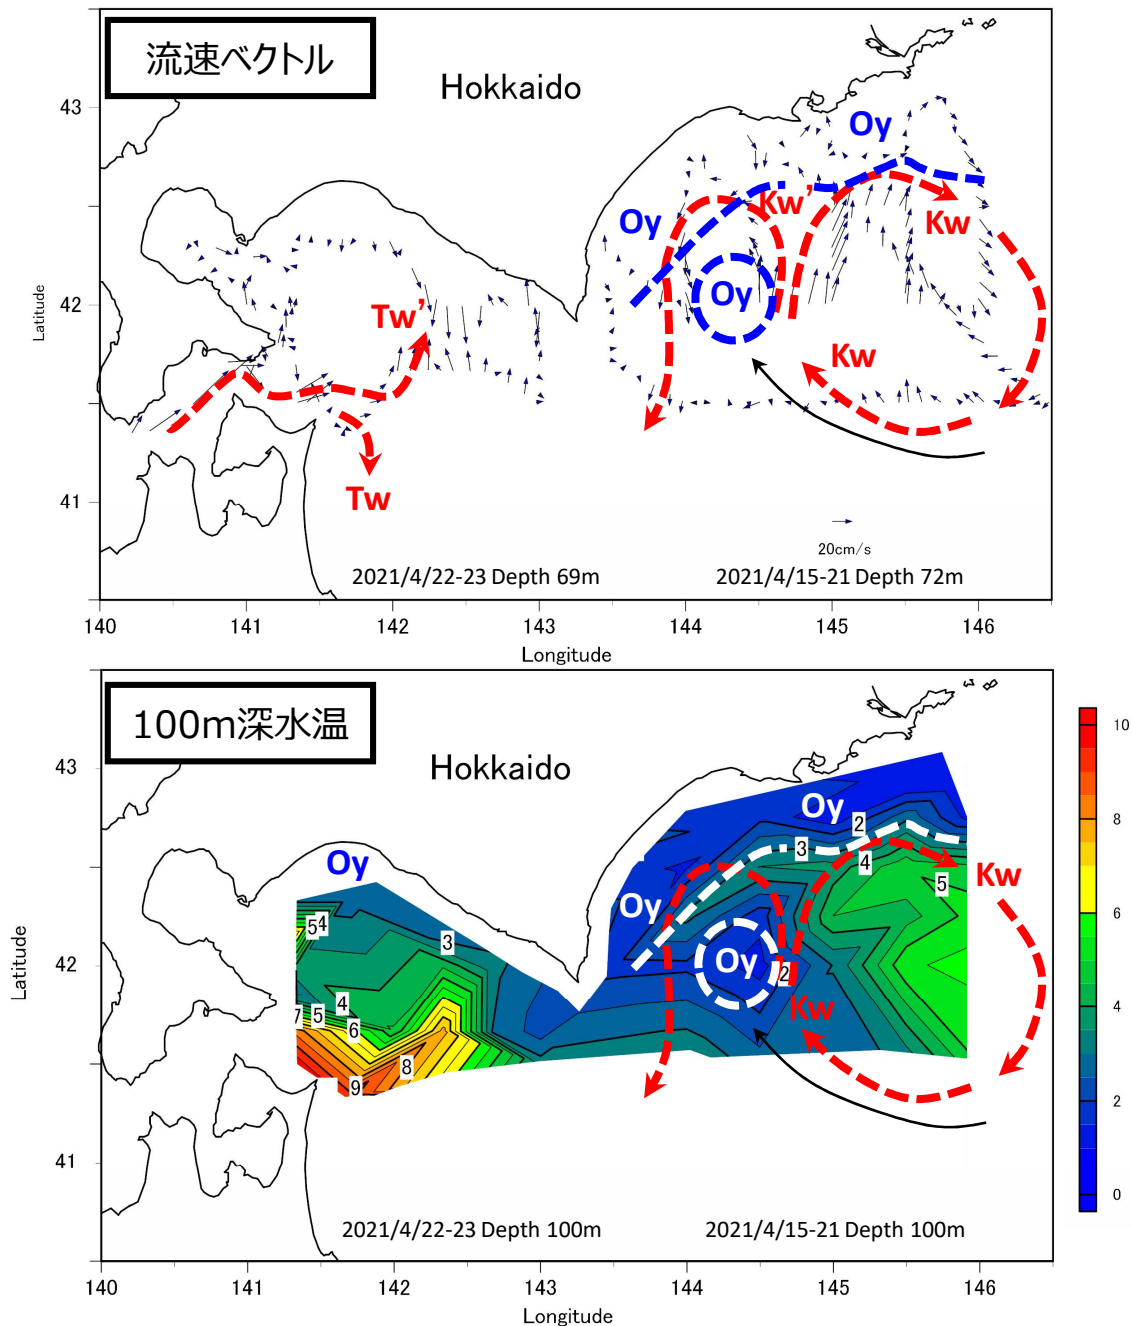 流速ベクトル
Hokkaido
43
Oy
Oy
Kw'
Kw
Latitude
42
Oy
Tw'
Kw
41
Tw
20cm/s
2021/4/22-23 Depth 69m
2021/4/15-21 Depth 72m
140
141
142
143
144
145
146
Longitude
100m深水温
Hokkaido
10
43
Oy
2
8
Oy
3
4
Kw
5
Oy
54
3
6
Latitude
42
Oy
2
4
Kw
7
5
6
4
8
9
2
41
0
2021/4/22-23 Depth 100m
2021/4/15-21 Depth 100m
140
141
142
143
144
145
146
Longitude